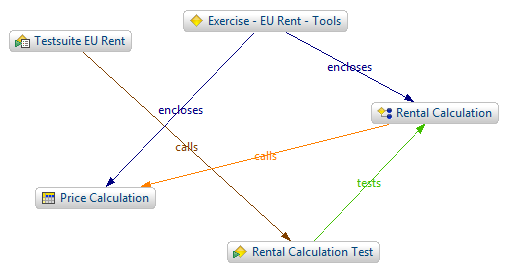 Exercise - EU Rent - Tools
Testsuite EU Rent
encloses
encloses
Rental Calculation
calls
calls
tests
Price Calculation
Rental Calculation Test